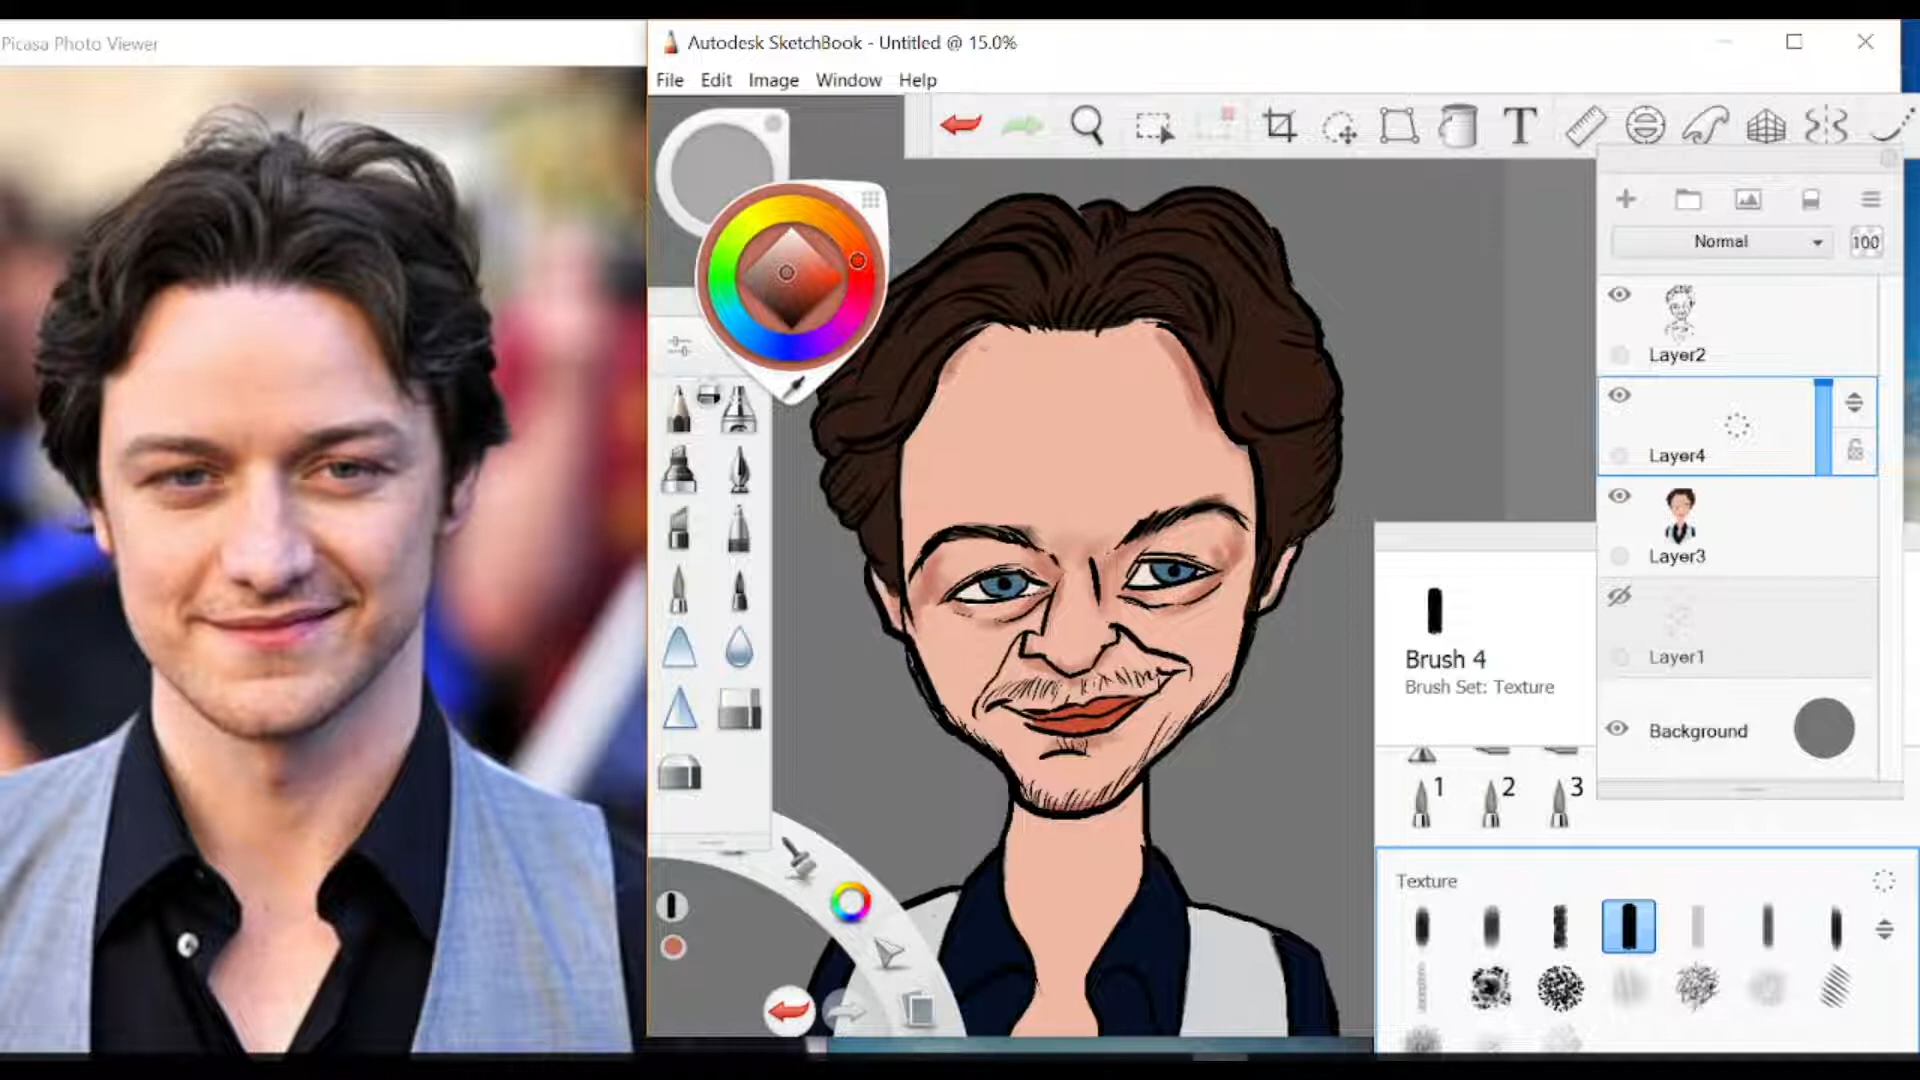 Picasa Photo Viewer
Autodesk SketchBook - Untitled @ 15.0%
File Edit Image Window Help
T
Normal
100
Layer2
Layer4
Layer3
Layer1
Background
Brush 4
Brush Set: Texture
1 2 3
Texture